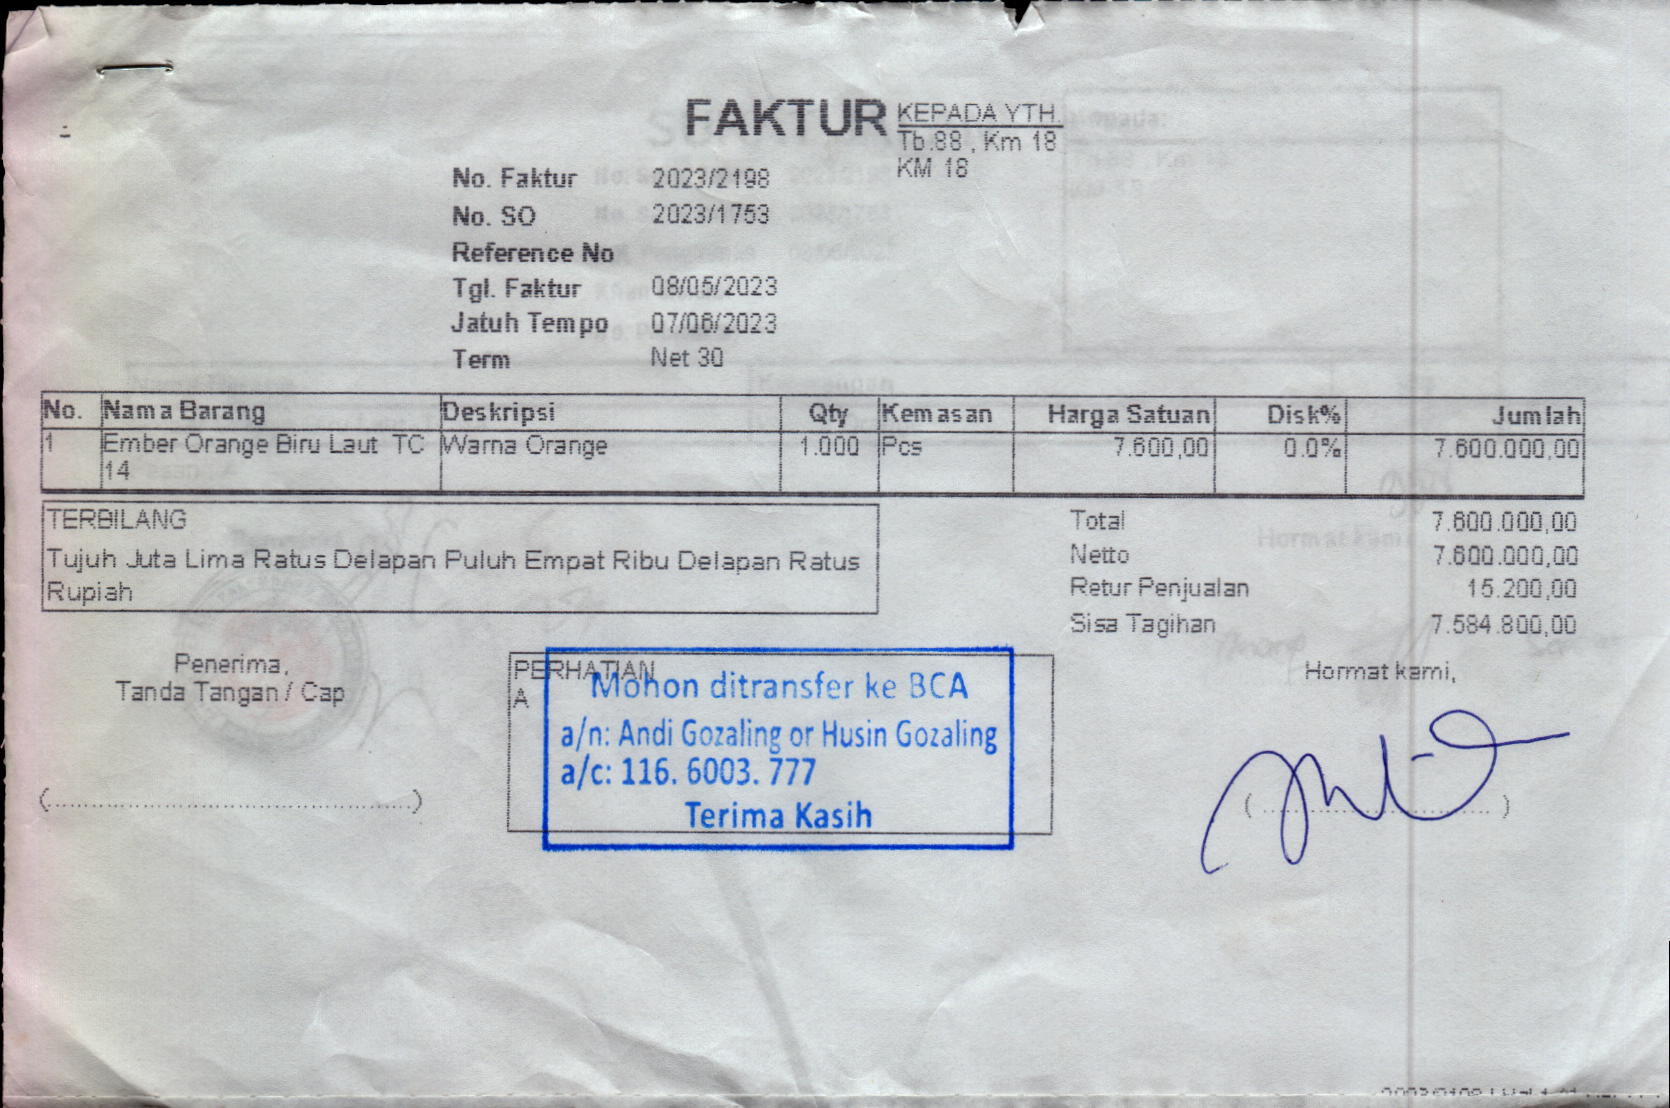 FAKTUR
KEPADA YTH.
Tb.88 , Km 18
KM 18
No. Faktur 2023/2198
No. SO 2023/1753
Reference No
Tgl. Faktur 08/05/2023
Jatuh Tempo 07/06/2023
Term Net 30
No. Nama Barang Deskripsi Qty Kemasan Harga Satuan Disk% Jumlah
1 Ember Orange Biru Laut TC Warna Orange 1.000 Pcs 7.600,00 0.0% 7.600.000,00
14
TERBILANG
Tujuh Juta Lima Ratus Delapan Puluh Empat Ribu Delapan Ratus
Rupiah
Total 7.600.000,00
Netto 7.600.000,00
Retur Penjualan 15.200,00
Sisa Tagihan 7.584.800,00
Penerima,
Tanda Tangan / Cap
PERHATIAN
A
Mohon ditransfer ke BCA
a/n: Andi Gozaling or Husin Gozaling
a/c: 116. 6003. 777
Terima Kasih
Hormat kami,